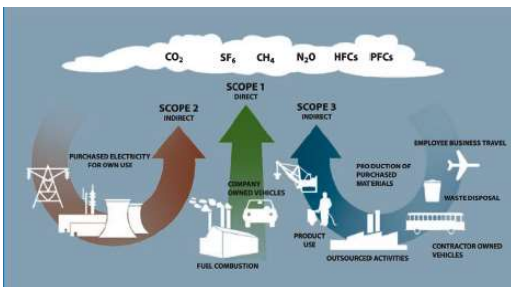 CO₂ SF₆ CH₄ N₂O HFCs PFCs
SCOPE 1
DIRECT
SCOPE 2
INDIRECT
SCOPE 3
INDIRECT
PURCHASED ELECTRICITY
FOR OWN USE
COMPANY
OWNED VEHICLES
FUEL COMBUSTION
PRODUCT
USE
PRODUCTION OF
PURCHASED
MATERIALS
OUTSOURCED ACTIVITIES
EMPLOYEE BUSINESS TRAVEL
WASTE DISPOSAL
CONTRACTOR OWNED
VEHICLES